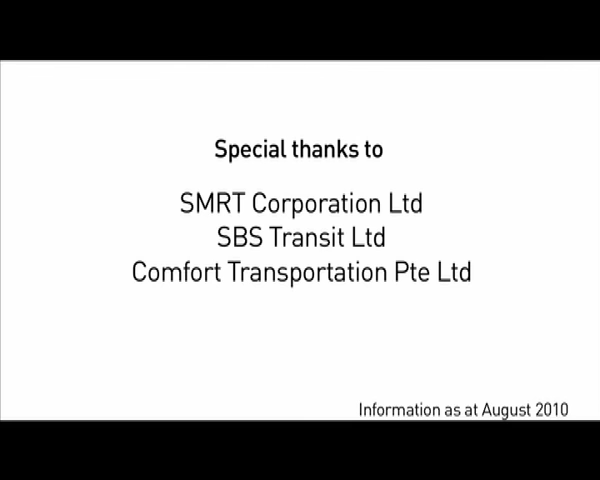 Special thanks to
SMRT Corporation Ltd
SBS Transit Ltd
Comfort Transportation Pte Ltd
Information as at August 2010